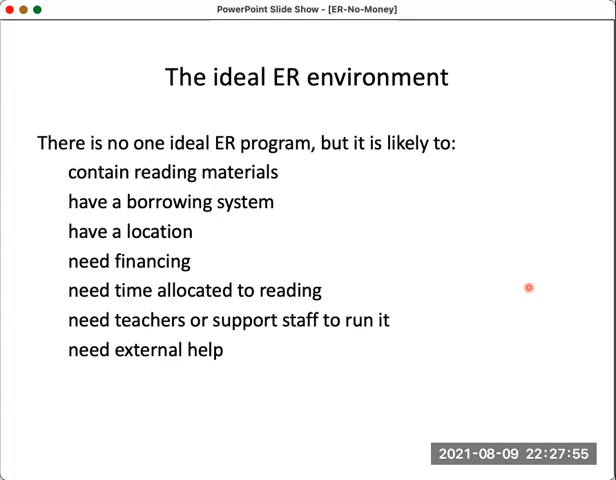 PowerPoint Slide Show - [ER-No-Money]
The ideal ER environment
There is no one ideal ER program, but it is likely to:
contain reading materials
have a borrowing system
have a location
need financing
need time allocated to reading
need teachers or support staff to run it
need external help
2021-08-09 22:27:55